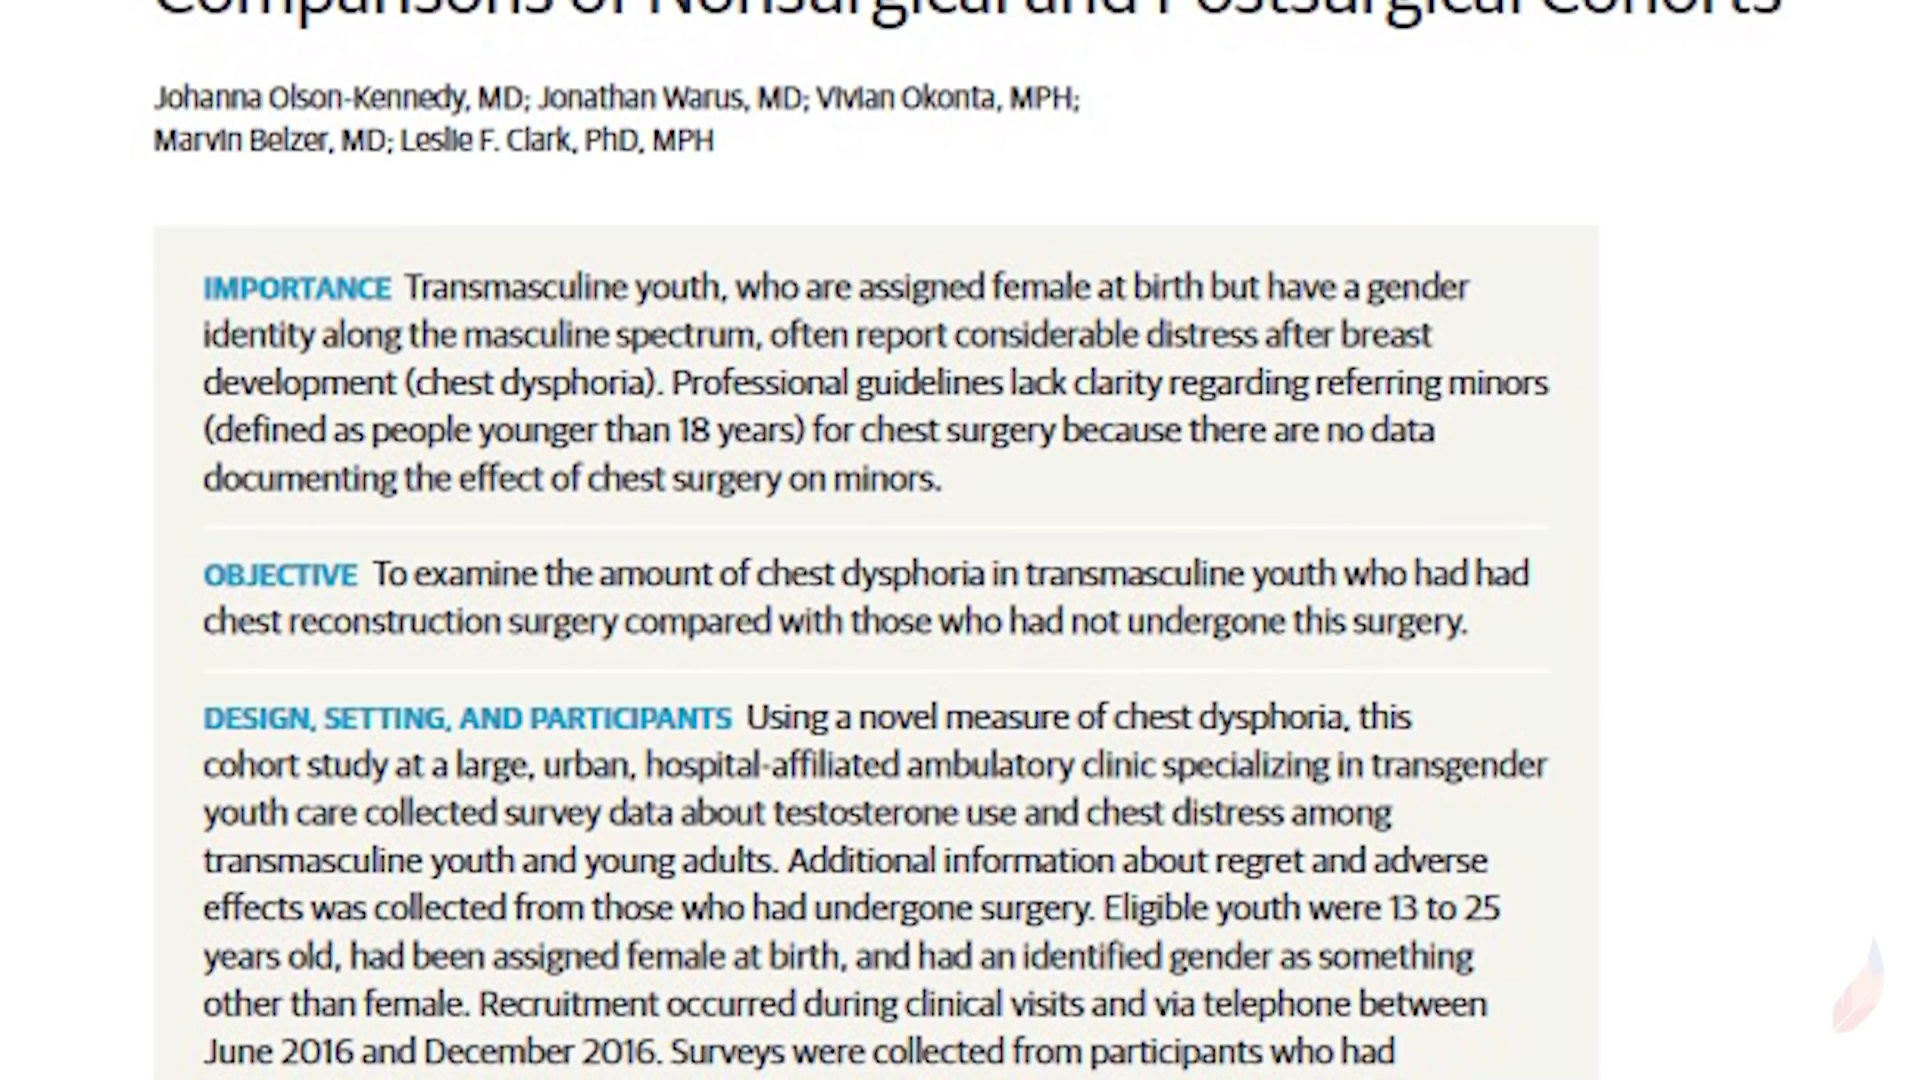 Comparisons of Nonsurgical and Postsurgical Cohorts
Johanna Olson-Kennedy, MD; Jonathan Warus, MD; Vivian Okonta, MPH;
Marvin Belzer, MD; Leslie F. Clark, PhD, MPH
IMPORTANCE Transmasculine youth, who are assigned female at birth but have a gender
identity along the masculine spectrum, often report considerable distress after breast
development (chest dysphoria). Professional guidelines lack clarity regarding referring minors
(defined as people younger than 18 years) for chest surgery because there are no data
documenting the effect of chest surgery on minors.
OBJECTIVE To examine the amount of chest dysphoria in transmasculine youth who had had
chest reconstruction surgery compared with those who had not undergone this surgery.
DESIGN, SETTING, AND PARTICIPANTS Using a novel measure of chest dysphoria, this
cohort study at a large, urban, hospital-affiliated ambulatory clinic specializing in transgender
youth care collected survey data about testosterone use and chest distress among
transmasculine youth and young adults. Additional information about regret and adverse
effects was collected from those who had undergone surgery. Eligible youth were 13 to 25
years old, had been assigned female at birth, and had an identified gender as something
other than female. Recruitment occurred during clinical visits and via telephone between
June 2016 and December 2016. Surveys were collected from participants who had